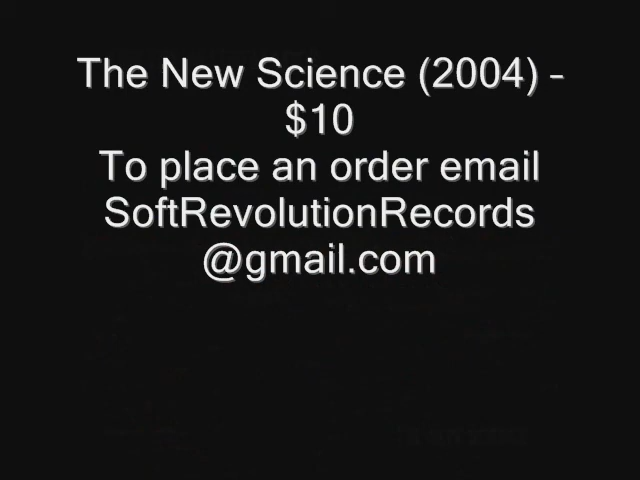 The New Science (2004) –
$10
To place an order email
SoftRevolutionRecords
@gmail.com